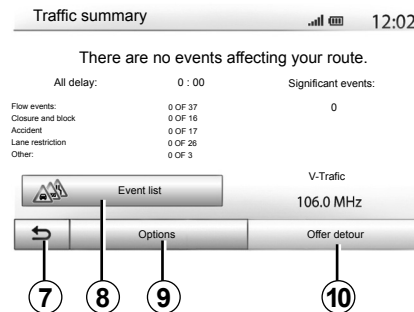 Traffic summary 12:02
There are no events affecting your route.
All delay: 0 : 00 Significant events:
Flow events: 0 OF 37 0
Closure and block 0 OF 16
Accident 0 OF 17
Lane restriction 0 OF 26
Other: 0 OF 3
V-Trafic
Event list
106.0 MHz
Options Offer detour
7 8 9 10